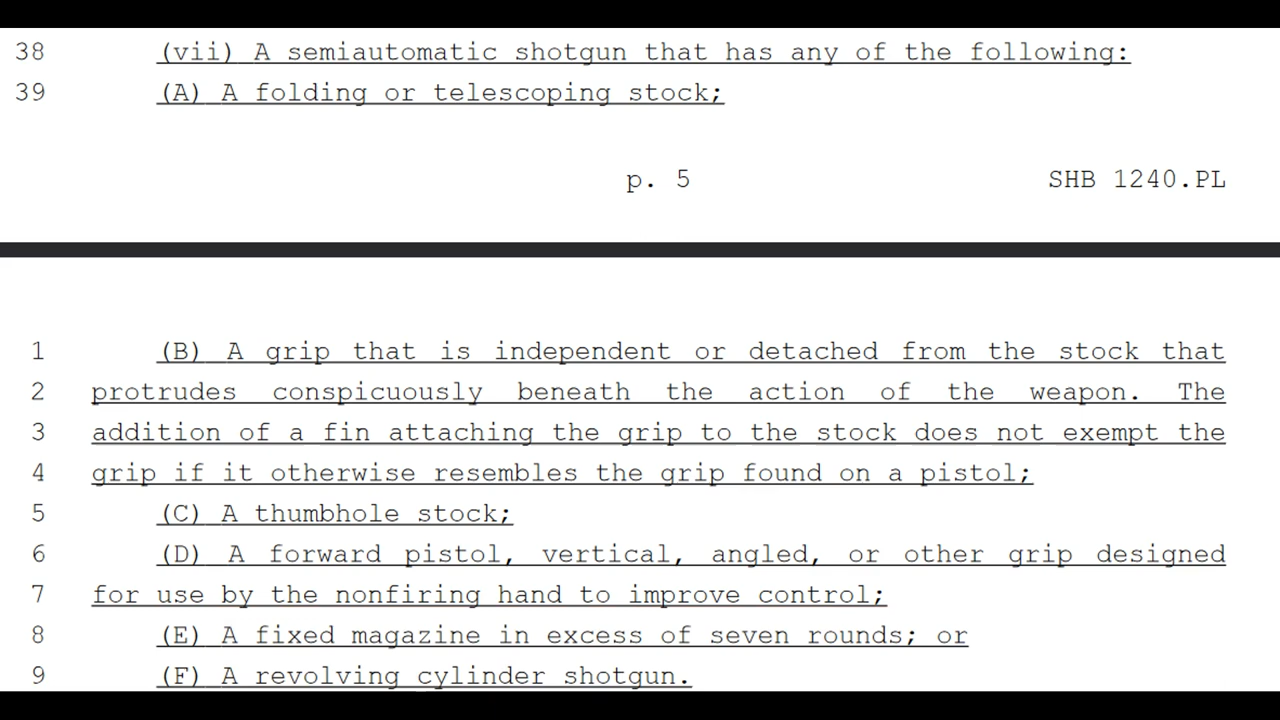 38 (vii) A semiautomatic shotgun that has any of the following:
39 (A) A folding or telescoping stock;
p. 5 SHB 1240.PL
1 (B) A grip that is independent or detached from the stock that
2 protrudes conspicuously beneath the action of the weapon. The
3 addition of a fin attaching the grip to the stock does not exempt the
4 grip if it otherwise resembles the grip found on a pistol;
5 (C) A thumbhole stock;
6 (D) A forward pistol, vertical, angled, or other grip designed
7 for use by the nonfiring hand to improve control;
8 (E) A fixed magazine in excess of seven rounds; or
9 (F) A revolving cylinder shotgun.